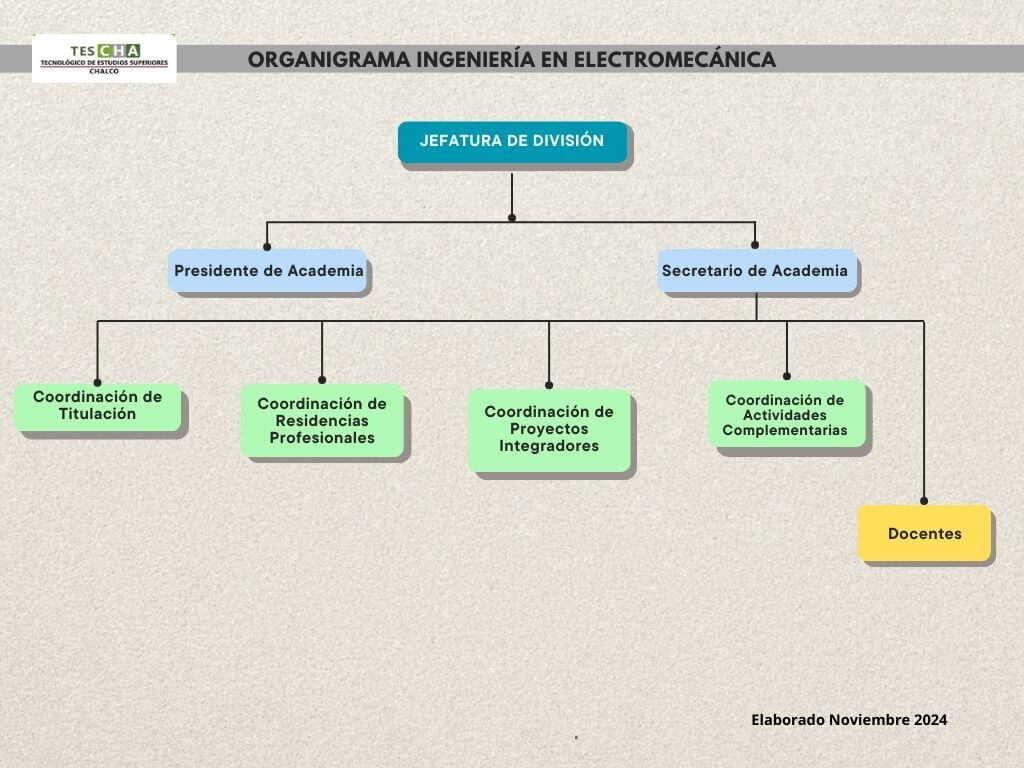 TESCHA
TECNOLÓGICO DE ESTUDIOS SUPERIORES
CHALCO
ORGANIGRAMA INGENIERÍA EN ELECTROMECÁNICA
JEFATURA DE DIVISIÓN
Presidente de Academia
Secretario de Academia
Coordinación de
Titulación
Coordinación de
Residencias
Profesionales
Coordinación de
Proyectos
Integradores
Coordinación de
Actividades
Complementarias
Docentes
Elaborado Noviembre 2024